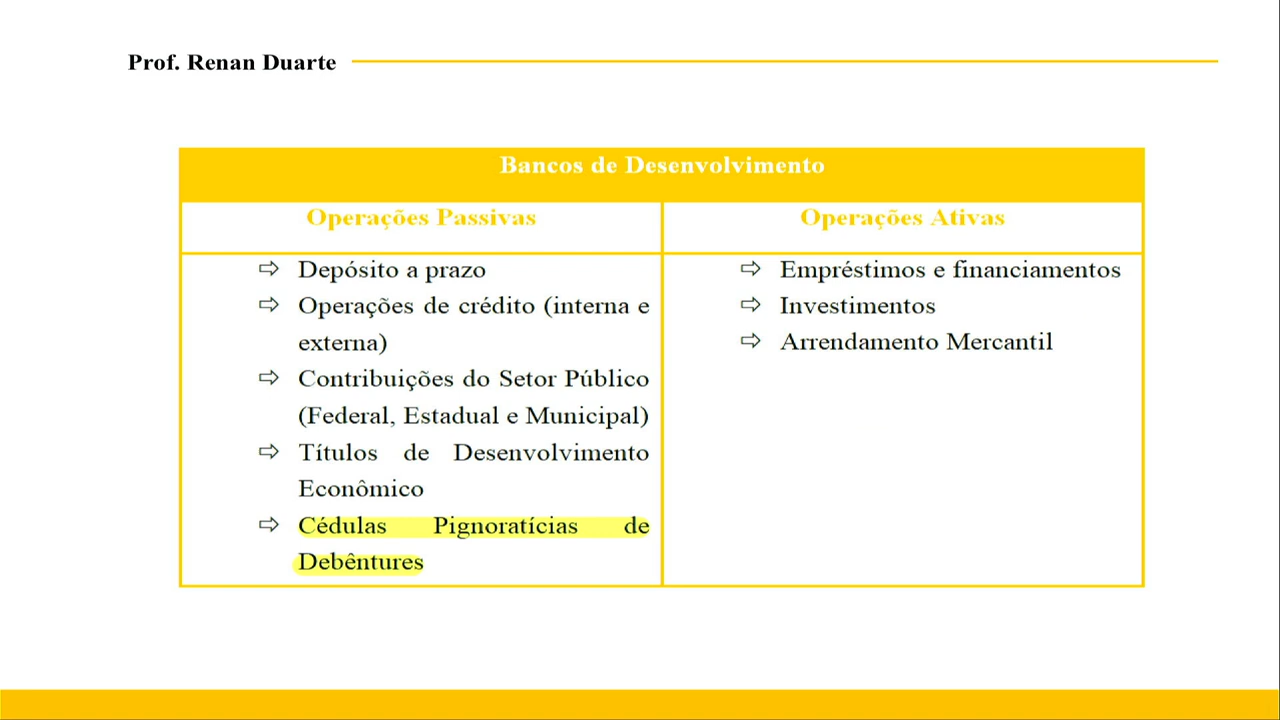 Prof. Renan Duarte
Bancos de Desenvolvimento
Operações Passivas
Operações Ativas
⇨ Depósito a prazo
⇨ Operações de crédito (interna e
externa)
⇨ Contribuições do Setor Público
(Federal, Estadual e Municipal)
⇨ Títulos de Desenvolvimento
Econômico
⇨ Cédulas Pignoratícias de
Debêntures
⇨ Empréstimos e financiamentos
⇨ Investimentos
⇨ Arrendamento Mercantil